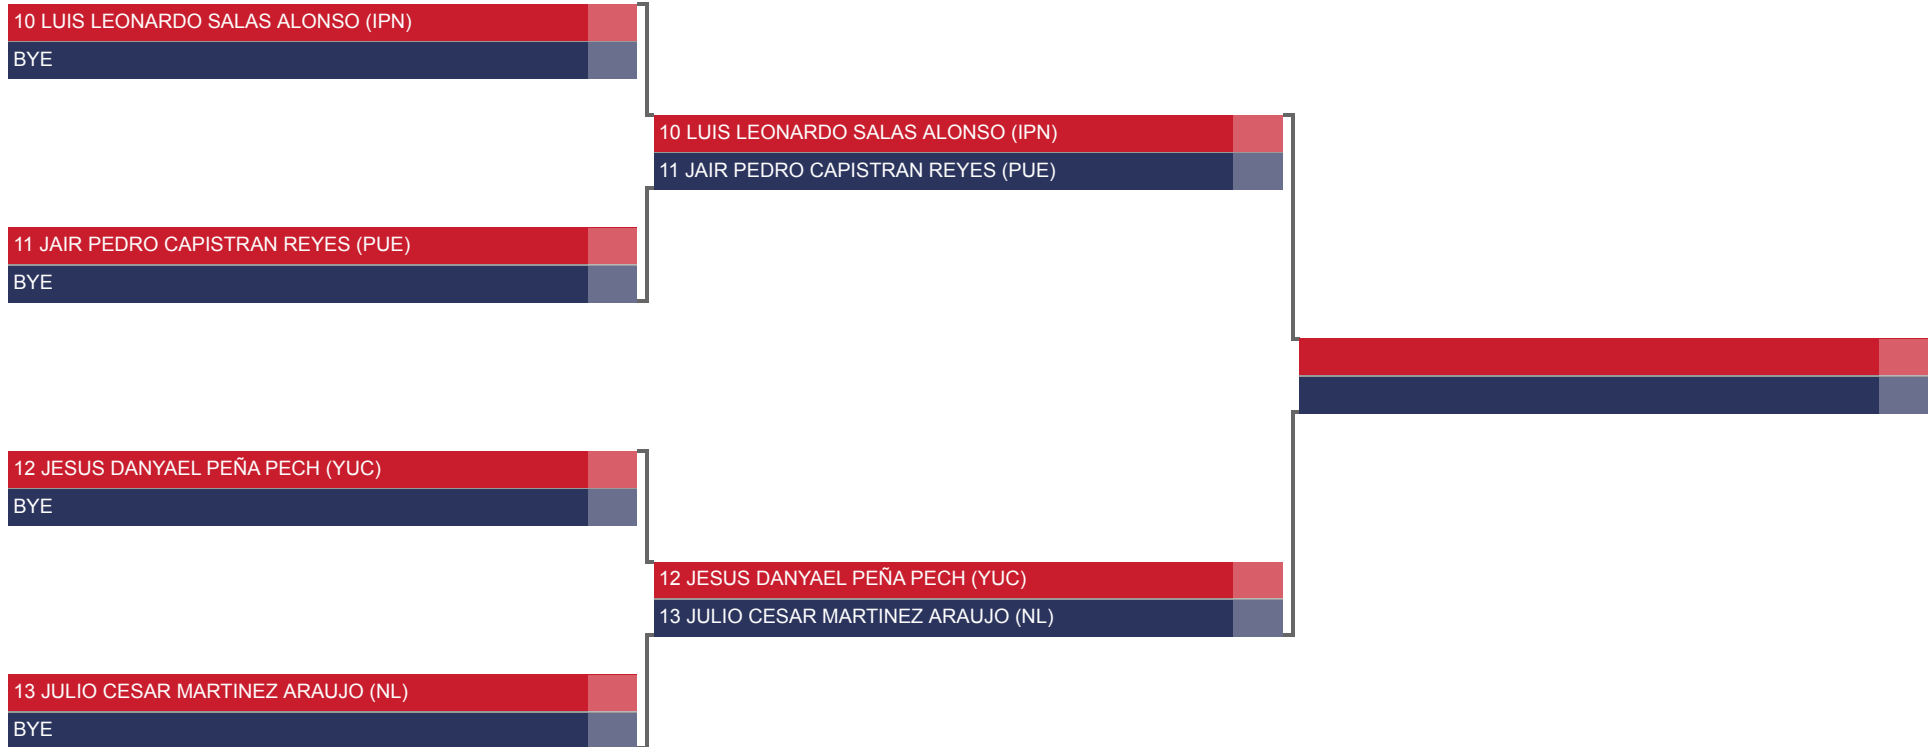 10 LUIS LEONARDO SALAS ALONSO (IPN)
BYE
11 JAIR PEDRO CAPISTRAN REYES (PUE)
BYE
12 JESUS DANYAEL PEÑA PECH (YUC)
BYE
13 JULIO CESAR MARTINEZ ARAUJO (NL)
BYE
10 LUIS LEONARDO SALAS ALONSO (IPN)
11 JAIR PEDRO CAPISTRAN REYES (PUE)
12 JESUS DANYAEL PEÑA PECH (YUC)
13 JULIO CESAR MARTINEZ ARAUJO (NL)